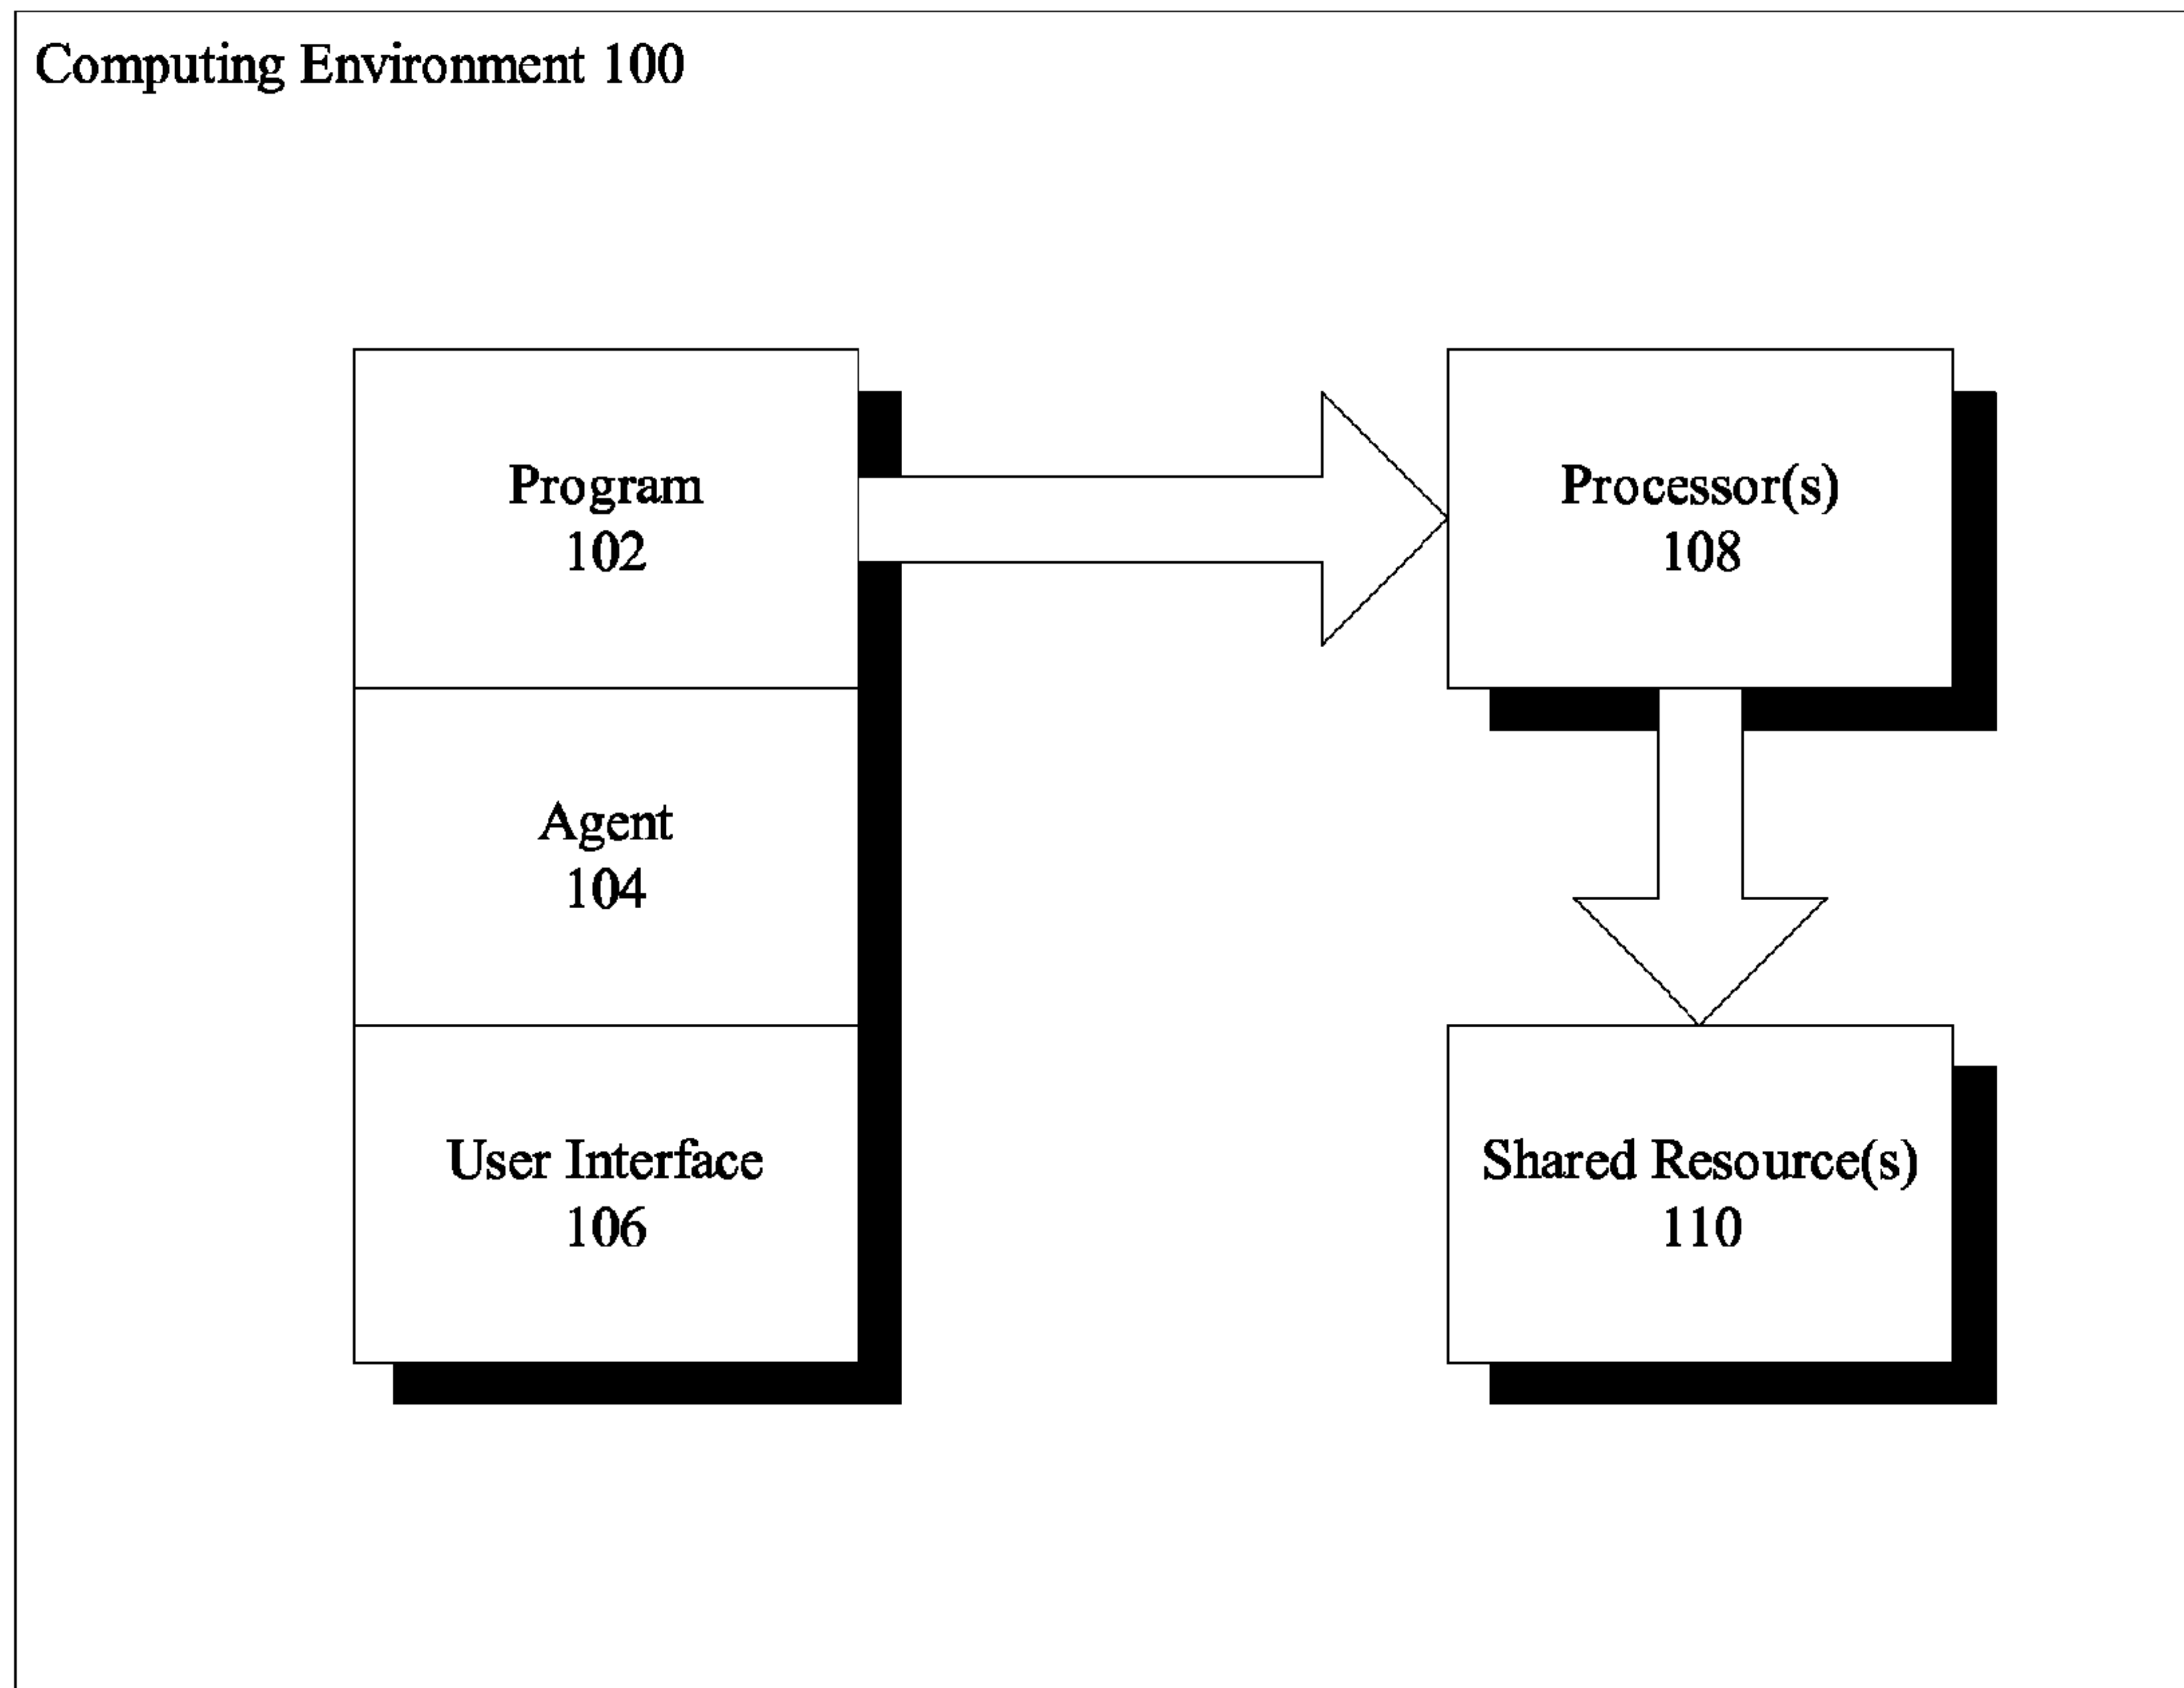 Computing Environment 100
Program
102
Processor(s)
108
Agent
104
User Interface
106
Shared Resource(s)
110